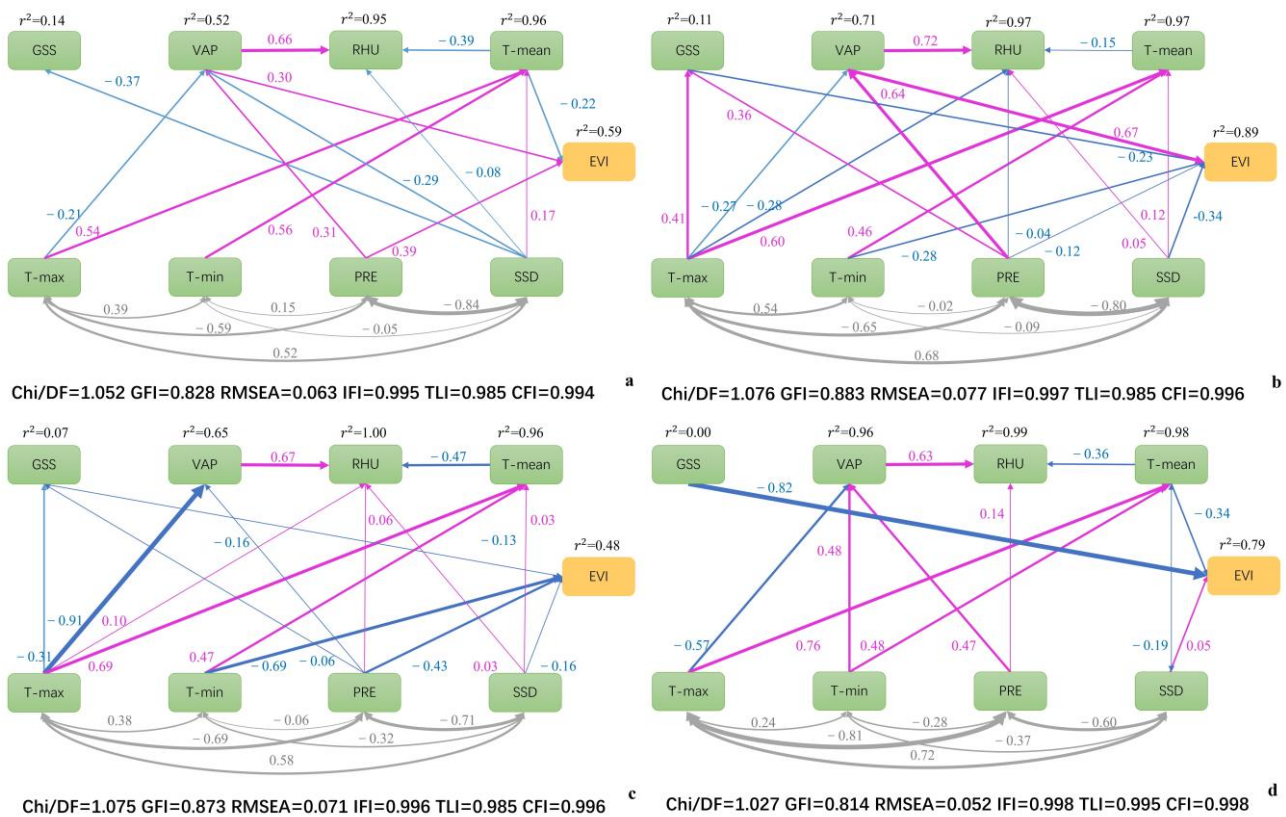 r²=0.14 r²=0.52 r²=0.95 r²=0.96
GSS VAP RHU T-mean
0.66 − 0.39
− 0.37 0.30 − 0.22
r²=0.59
EVI
− 0.29 − 0.08
− 0.21 0.54 0.56 0.31 0.39 0.17
T-max T-min PRE SSD
0.39 0.15 − 0.84
− 0.59 − 0.05
0.52
Chi/DF=1.052 GFI=0.828 RMSEA=0.063 IFI=0.995 TLI=0.985 CFI=0.994
a
r²=0.11 r²=0.71 r²=0.97 r²=0.97
GSS VAP RHU T-mean
0.72 − 0.15
0.36 0.64 0.67
r²=0.89
EVI
− 0.23
0.41 − 0.27 − 0.28 0.12 -0.34
0.60 0.46 − 0.04 0.05
− 0.28 − 0.12
T-max T-min PRE SSD
0.54 − 0.02 − 0.80
− 0.65 − 0.09
0.68
Chi/DF=1.076 GFI=0.883 RMSEA=0.077 IFI=0.997 TLI=0.985 CFI=0.996
b
r²=0.07 r²=0.65 r²=1.00 r²=0.96
GSS VAP RHU T-mean
0.67 − 0.47
− 0.16 0.06 − 0.13 0.03
r²=0.48
EVI
− 0.91 0.10
− 0.31 0.69 0.47 − 0.69 − 0.06 − 0.43 0.03 − 0.16
T-max T-min PRE SSD
0.38 − 0.06 − 0.71
− 0.69 − 0.32
0.58
Chi/DF=1.075 GFI=0.873 RMSEA=0.071 IFI=0.996 TLI=0.985 CFI=0.996
c
r²=0.00 r²=0.96 r²=0.99 r²=0.98
GSS VAP RHU T-mean
0.63 − 0.36
− 0.82
0.48 0.14 − 0.34
r²=0.79
EVI
− 0.57 0.76 0.48 0.47 − 0.19 0.05
T-max T-min PRE SSD
0.24 − 0.28 − 0.60
− 0.81 − 0.37
0.72
Chi/DF=1.027 GFI=0.814 RMSEA=0.052 IFI=0.998 TLI=0.995 CFI=0.998
d